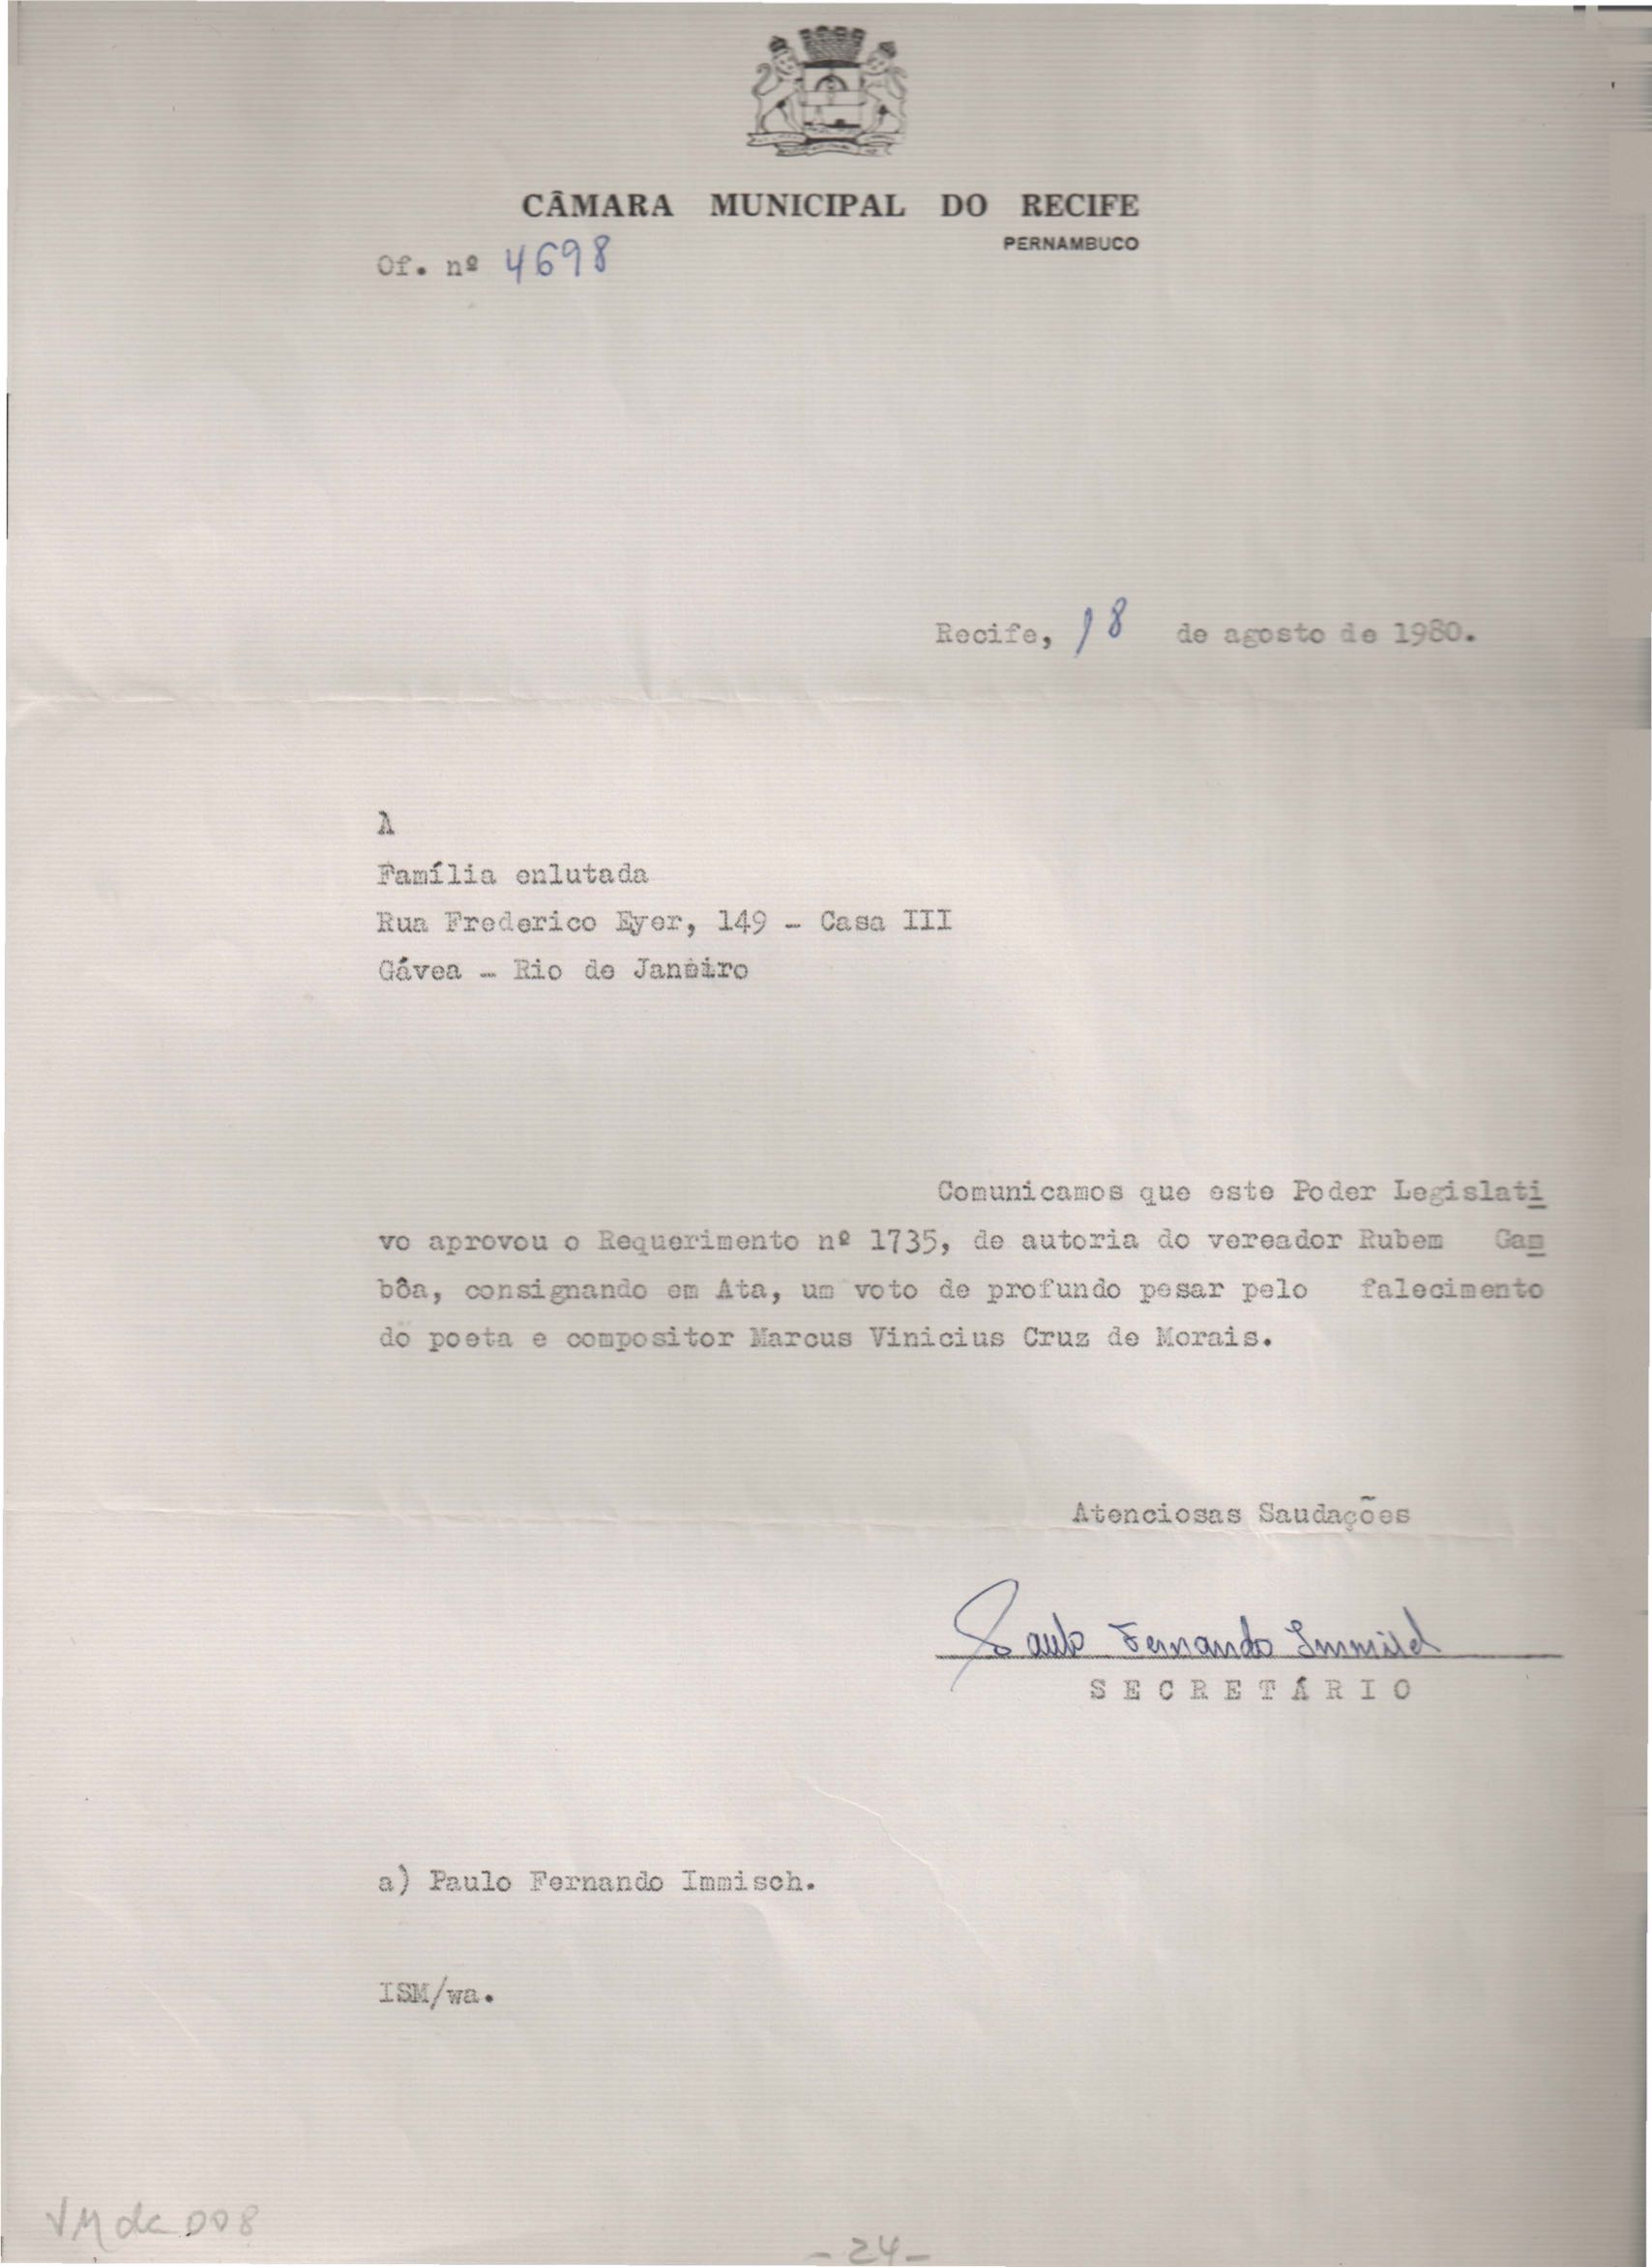 CÂMARA MUNICIPAL DO RECIFE
PERNAMBUCO
Of. nº 4698
Recife, 18 de agosto de 1980.
A
Família enlutada
Rua Frederico Eyer, 149 - Casa III
Gávea - Rio de Janeiro
Comunicamos que este Poder Legislati
vo aprovou o Requerimento nº 1735, de autoria do vereador Rubem Gam
bôa, consignando em Ata, um voto de profundo pesar pelo falecimento
do poeta e compositor Marcus Vinicius Cruz de Morais.
Atenciosas Saudações
Paulo Fernando Immisch
SECRETÁRIO
a) Paulo Fernando Immisch.
ISM/wa.
VMdc008
- 24 -